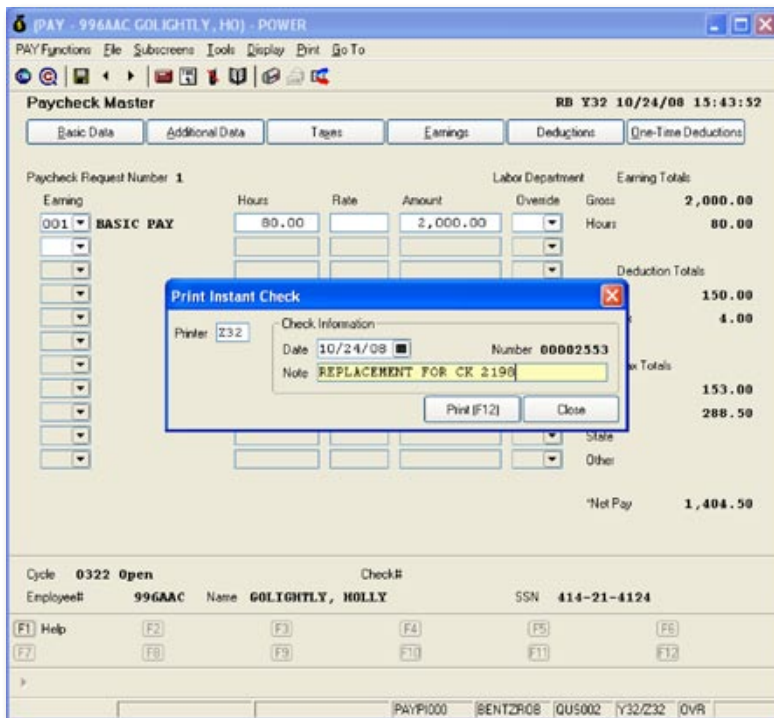 (PAY - 996AAC GOLIGHTLY, HO) - POWER
PAY Functions File Subscreens Tools Display Print Go To
Paycheck Master RB Y32 10/24/08 15:43:52
Basic Data Additional Data Taxes Earnings Deductions One-Time Deductions
Paycheck Request Number 1 Labor Department Earning Totals
Earning Hours Rate Amount Override Gross 2,000.00
001 BASIC PAY 80.00 2,000.00 Hours 80.00
Deduction Totals
Print Instant Check
150.00
Check Information
Printer Z32
4.00
Date 10/24/08 Number 00002553
Note REPLACEMENT FOR CK 2198
Totals
153.00
Print (F12) Close
288.50
State
Other
*Net Pay 1,404.50
Cycle 0322 Open Check#
Employee# 996AAC Name GOLIGHTLY, HOLLY SSN 414-21-4124
F1 Help F2 F3 F4 F5 F6
F7 F8 F9 F10 F11 F12
PAYPI000 BENTZROB QUS002 Y32/Z32 OVR